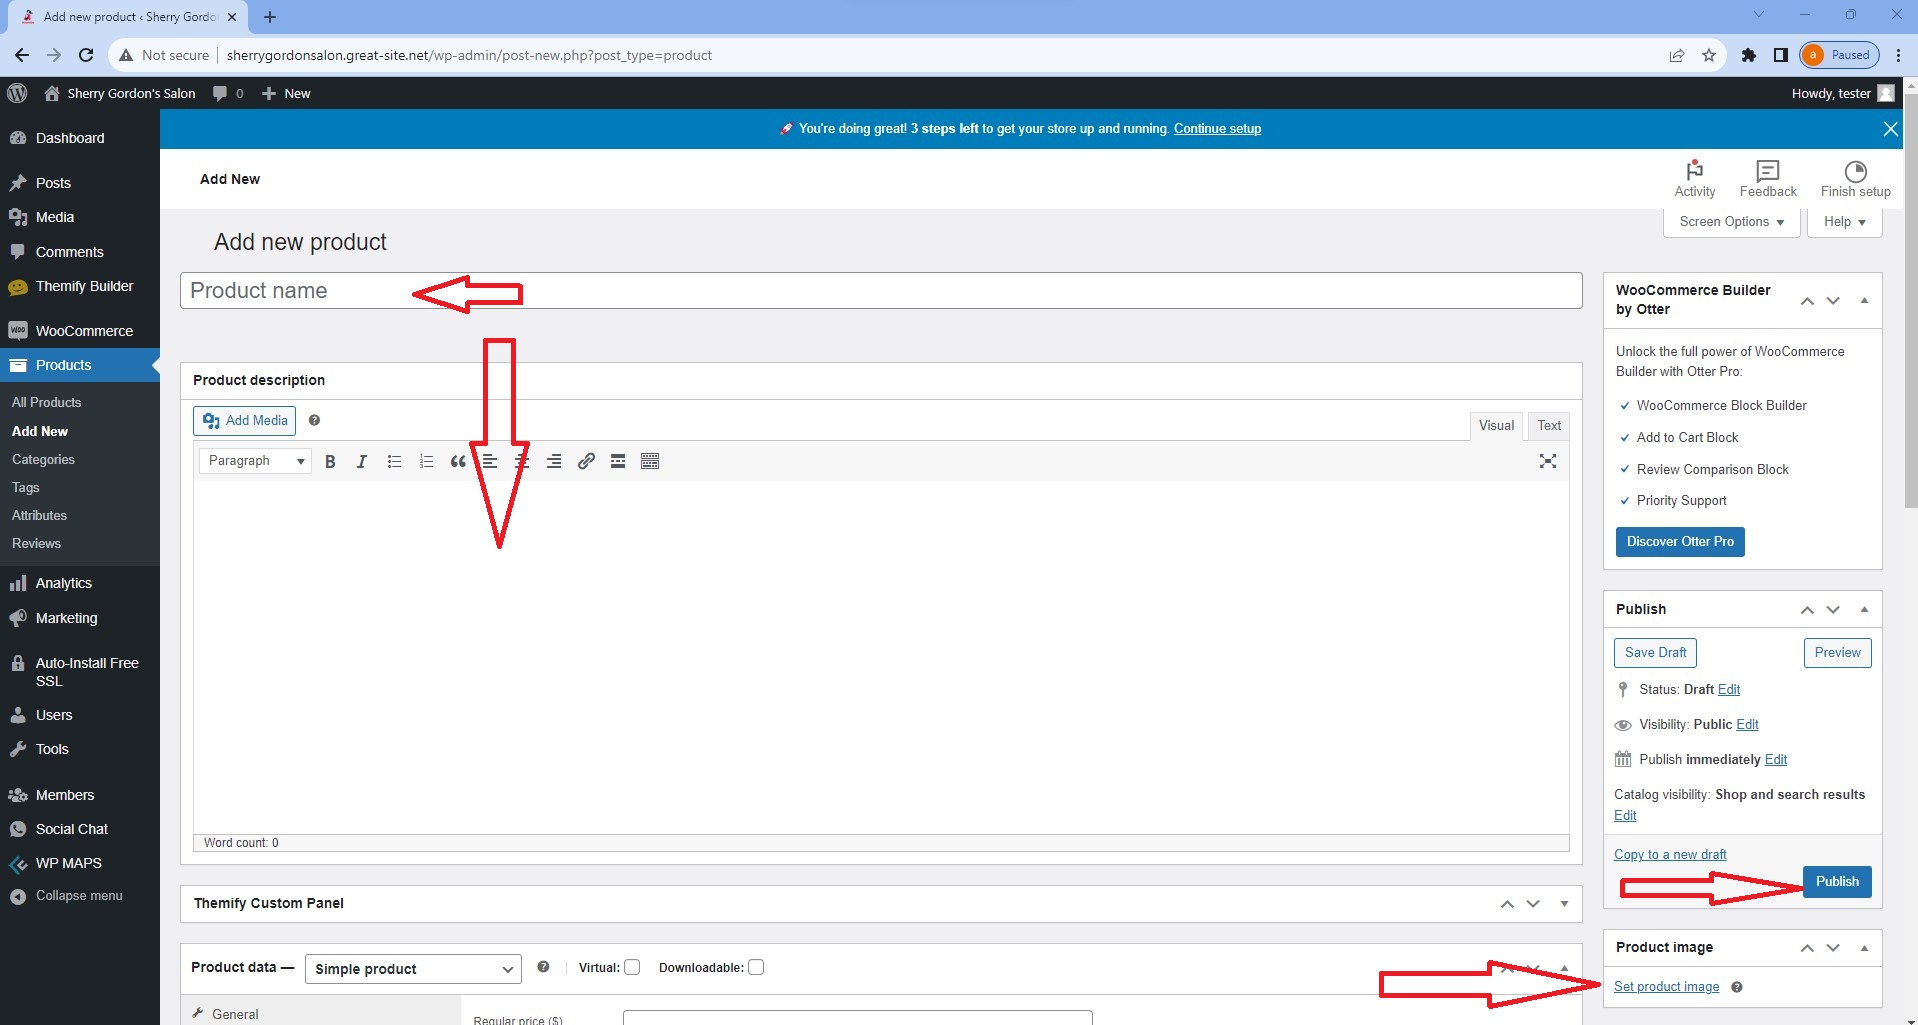 Add new product ‹ Sherry Gordo
Not secure
sherrygordonsalon.great-site.net/wp-admin/post-new.php?post_type=product
a Paused
Sherry Gordon's Salon 0 New
Howdy, tester
Dashboard
Posts
Media
Comments
Themify Builder
WooCommerce
Products
All Products
Add New
Categories
Tags
Attributes
Reviews
Analytics
Marketing
Auto-Install Free
SSL
Users
Tools
Members
Social Chat
WP MAPS
Collapse menu
You're doing great! 3 steps left to get your store up and running. Continue setup
Add New
Activity
Feedback
Finish setup
Screen Options
Help
Add new product
Product name
Product description
Add Media
Visual
Text
Paragraph
Word count: 0
Themify Custom Panel
Product data —
Simple product
Virtual:
Downloadable:
General
Regular price ($)
WooCommerce Builder
by Otter
Unlock the full power of WooCommerce
Builder with Otter Pro:
WooCommerce Block Builder
Add to Cart Block
Review Comparison Block
Priority Support
Discover Otter Pro
Publish
Save Draft
Preview
Status: Draft Edit
Visibility: Public Edit
Publish immediately Edit
Catalog visibility: Shop and search results
Edit
Copy to a new draft
Publish
Product image
Set product image